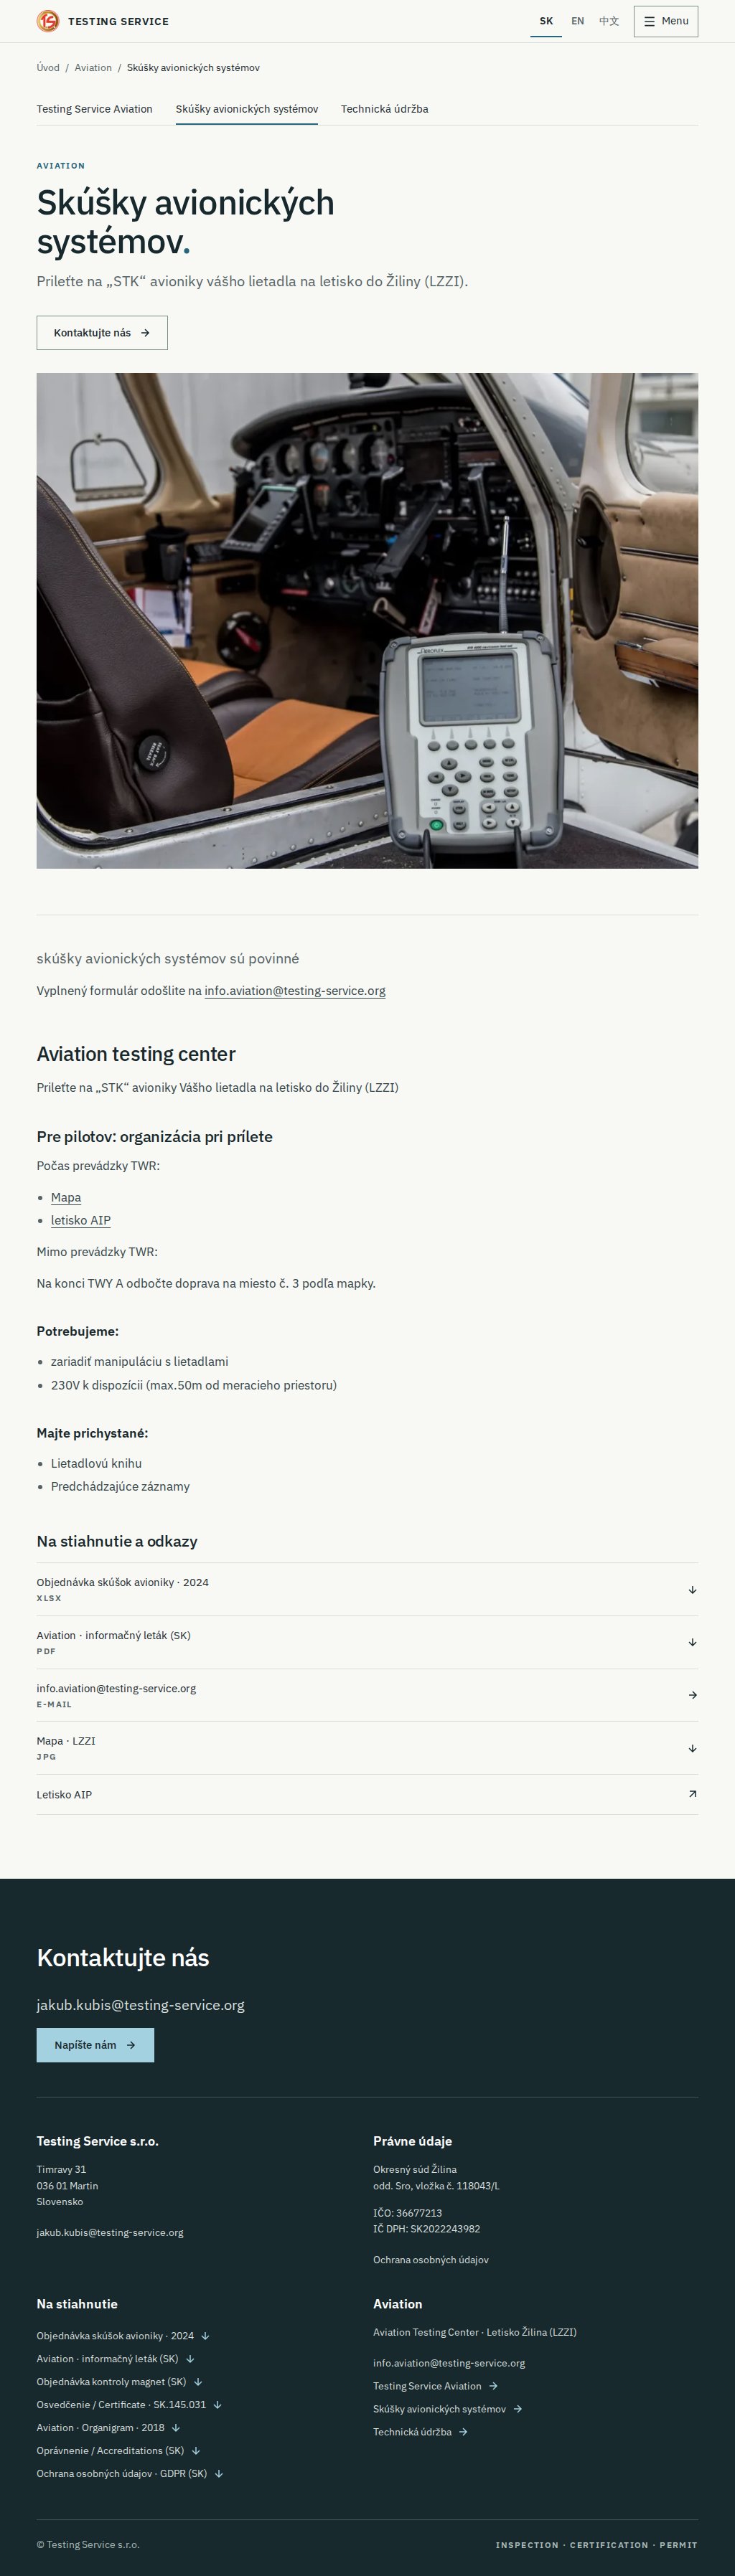 TESTING SERVICE
SK EN 中文 Menu
Úvod / Aviation / Skúšky avionických systémov
Testing Service Aviation Skúšky avionických systémov Technická údržba
AVIATION
Skúšky avionických
systémov.
Prileťte na „STK“ avioniky vášho lietadla na letisko do Žiliny (LZZI).
Kontaktujte nás →
skúšky avionických systémov sú povinné
Vyplnený formulár odošlite na info.aviation@testing-service.org
Aviation testing center
Prileťte na „STK“ avioniky Vášho lietadla na letisko do Žiliny (LZZI)
Pre pilotov: organizácia pri prílete
Počas prevádzky TWR:
• Mapa
• letisko AIP
Mimo prevádzky TWR:
Na konci TWY A odbočte doprava na miesto č. 3 podľa mapky.
Potrebujeme:
• zariadiť manipuláciu s lietadlami
• 230V k dispozícii (max.50m od meracieho priestoru)
Majte prichystané:
• Lietadlovú knihu
• Predchádzajúce záznamy
Na stiahnutie a odkazy
Objednávka skúšok avioniky · 2024 ↓
XLSX
Aviation · informačný leták (SK) ↓
PDF
info.aviation@testing-service.org →
E-MAIL
Mapa · LZZI ↓
JPG
Letisko AIP ↗
Kontaktujte nás
jakub.kubis@testing-service.org
Napíšte nám →
Testing Service s.r.o.
Timravy 31
036 01 Martin
Slovensko
jakub.kubis@testing-service.org
Právne údaje
Okresný súd Žilina
odd. Sro, vložka č. 118043/L
IČO: 36677213
IČ DPH: SK2022243982
Ochrana osobných údajov
Na stiahnutie
Objednávka skúšok avioniky · 2024 ↓
Aviation · informačný leták (SK) ↓
Objednávka kontroly magnet (SK) ↓
Osvedčenie / Certificate · SK.145.031 ↓
Aviation · Organigram · 2018 ↓
Oprávnenie / Accreditations (SK) ↓
Ochrana osobných údajov · GDPR (SK) ↓
Aviation
Aviation Testing Center · Letisko Žilina (LZZI)
info.aviation@testing-service.org
Testing Service Aviation →
Skúšky avionických systémov →
Technická údržba →
© Testing Service s.r.o.
INSPECTION · CERTIFICATION · PERMIT